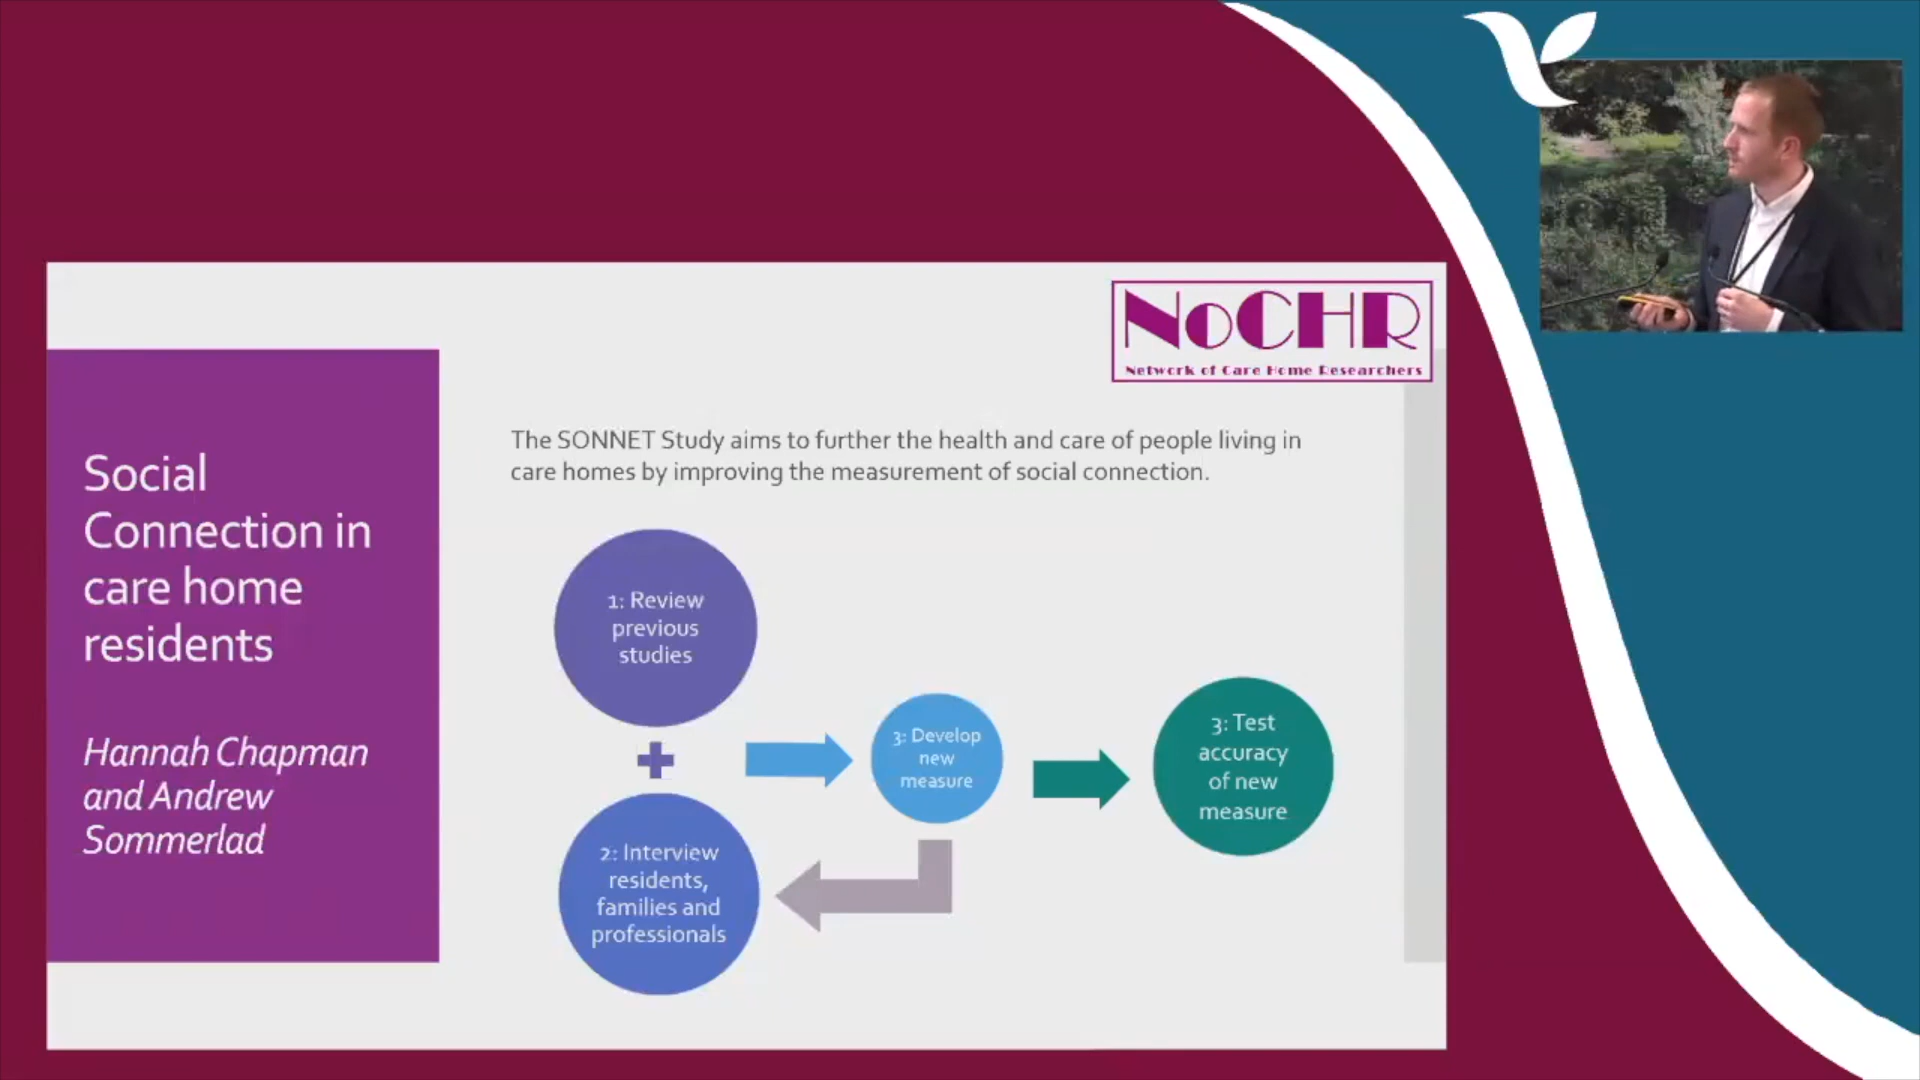 NoCHR
Network of Care Home Researchers
Social
Connection in
care home
residents
Hannah Chapman
and Andrew
Sommerlad
The SONNET Study aims to further the health and care of people living in
care homes by improving the measurement of social connection.
1: Review
previous
studies
2: Interview
residents,
families and
professionals
3: Develop
new
measure
3: Test
accuracy
of new
measure